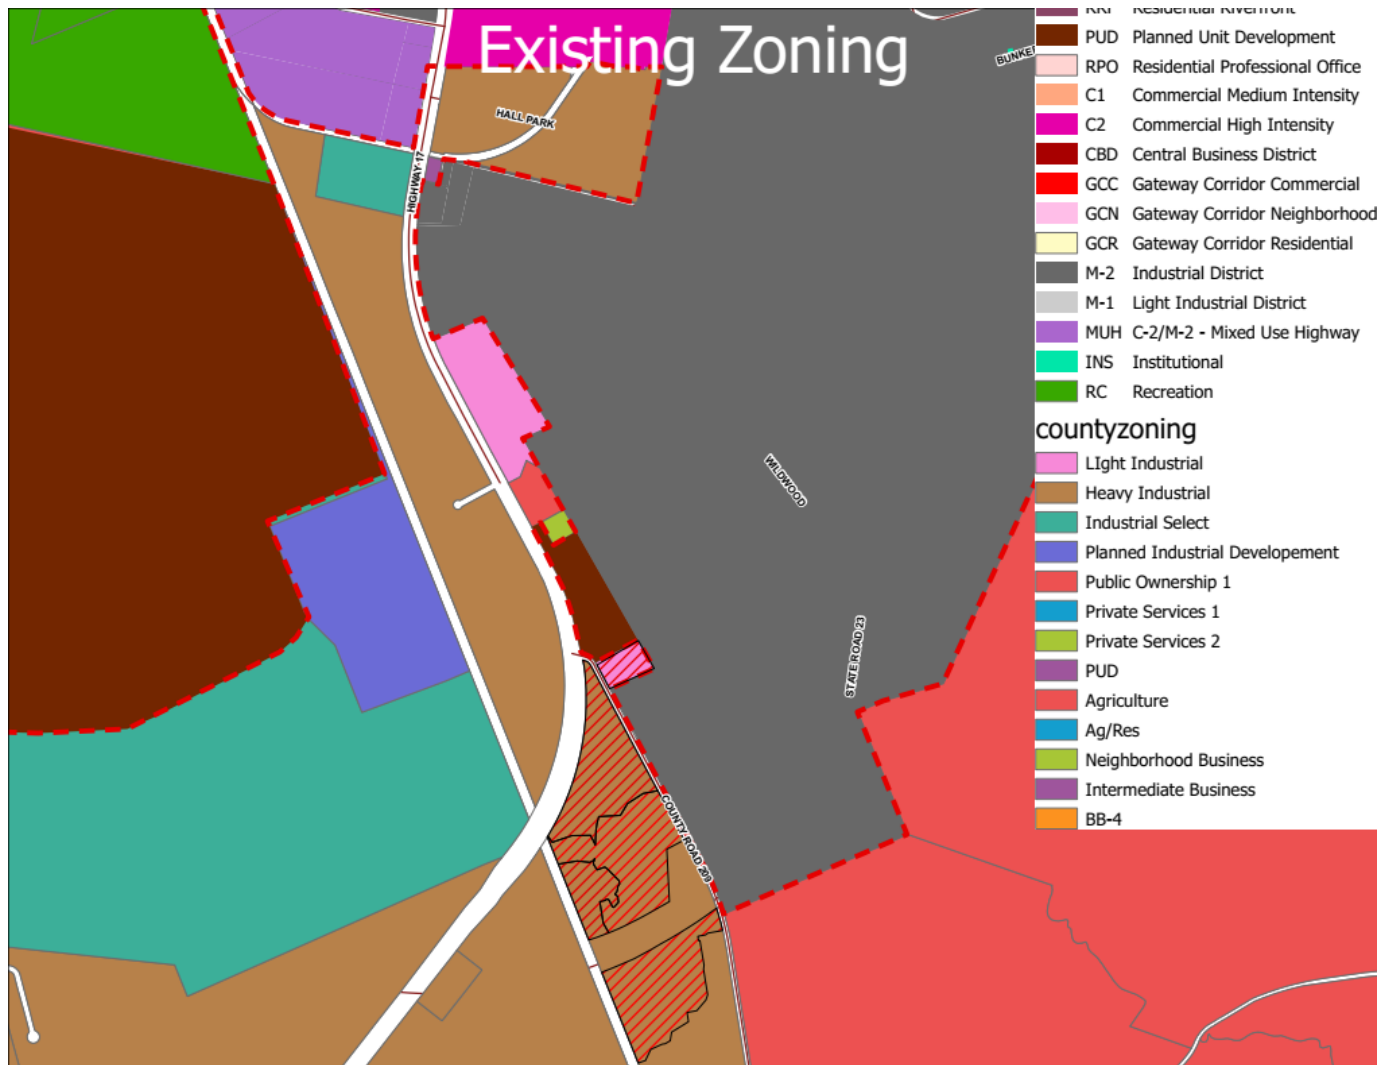 Existing Zoning
HALL PARK
HIGHWAY 17
WILDWOOD
STATE ROAD 23
COUNTY ROAD 209
RRF Residential Riverfront
PUD Planned Unit Development
RPO Residential Professional Office
C1 Commercial Medium Intensity
C2 Commercial High Intensity
CBD Central Business District
GCC Gateway Corridor Commercial
GCN Gateway Corridor Neighborhood
GCR Gateway Corridor Residential
M-2 Industrial District
M-1 Light Industrial District
MUH C-2/M-2 - Mixed Use Highway
INS Institutional
RC Recreation
countyzoning
LIght Industrial
Heavy Industrial
Industrial Select
Planned Industrial Developement
Public Ownership 1
Private Services 1
Private Services 2
PUD
Agriculture
Ag/Res
Neighborhood Business
Intermediate Business
BB-4